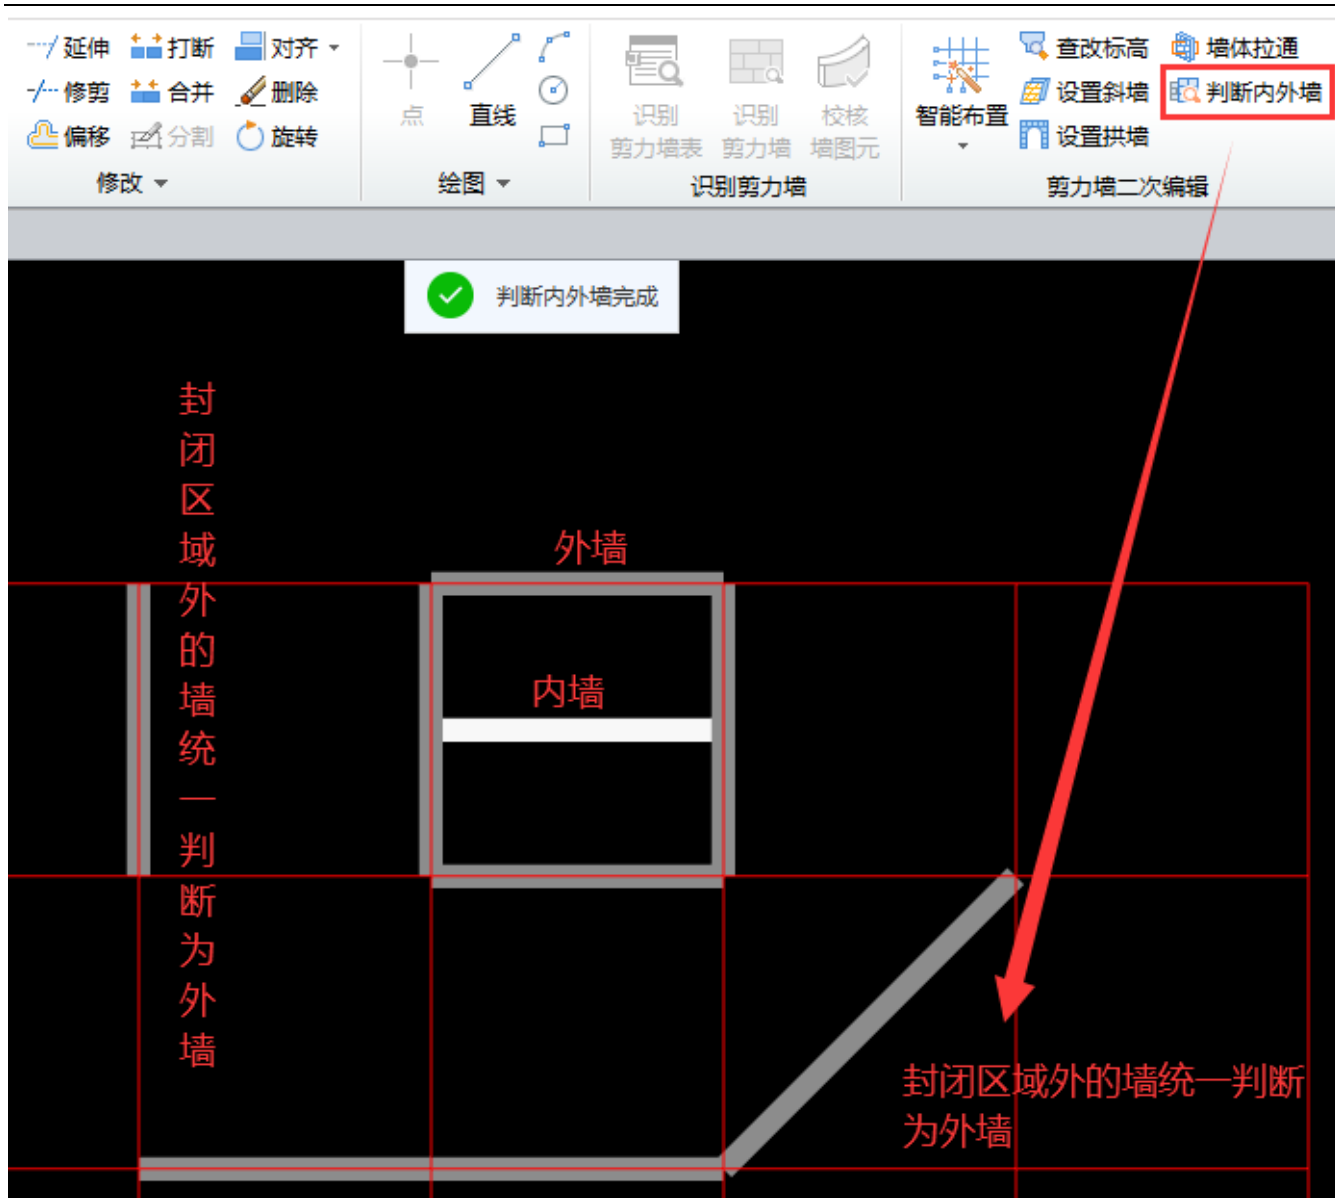 延伸 打断 对齐
修剪 合并 删除
偏移 分割 旋转
修改
点 直线
绘图
识别 识别 校核
剪力墙表 剪力墙 墙图元
识别剪力墙
智能布置
查改标高 墙体拉通
设置斜墙 判断内外墙
设置拱墙
剪力墙二次编辑
判断内外墙完成
封
闭
区
域
外
的
墙
统
一
判
断
为
外
墙
外墙
内墙
封闭区域外的墙统一判断
为外墙